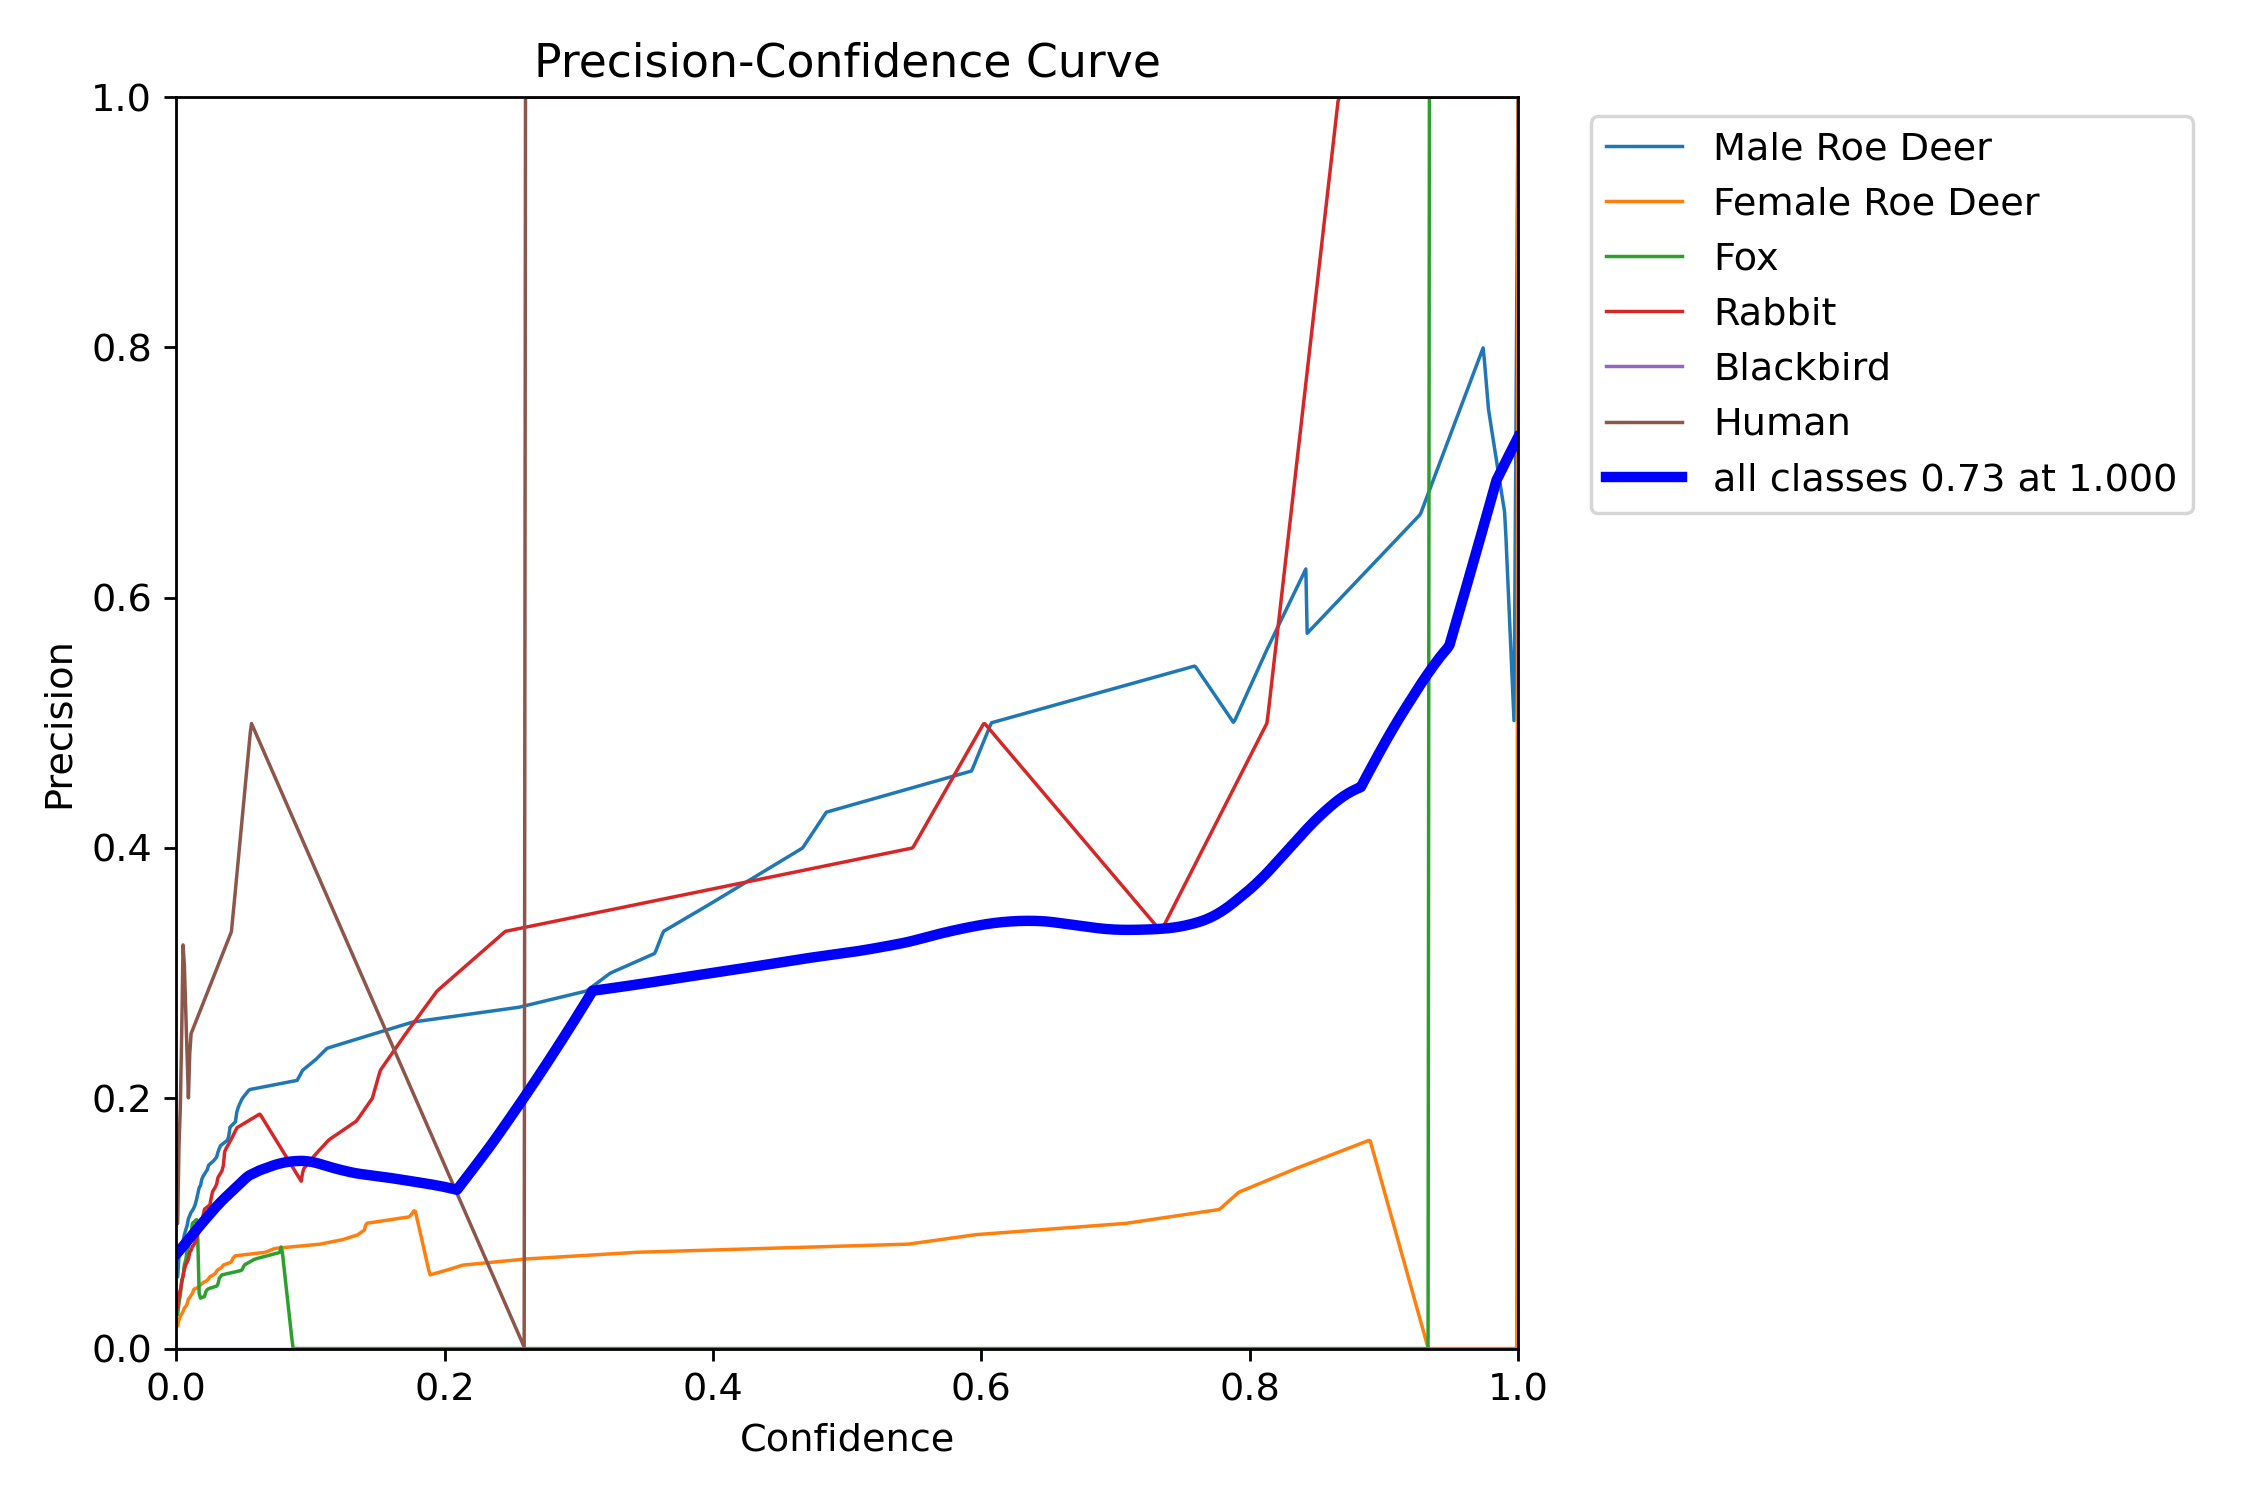 Precision-Confidence Curve
1.0
0.8
0.6
0.4
0.2
0.0
Precision
0.0 0.2 0.4 0.6 0.8 1.0
Confidence
Male Roe Deer
Female Roe Deer
Fox
Rabbit
Blackbird
Human
all classes 0.73 at 1.000